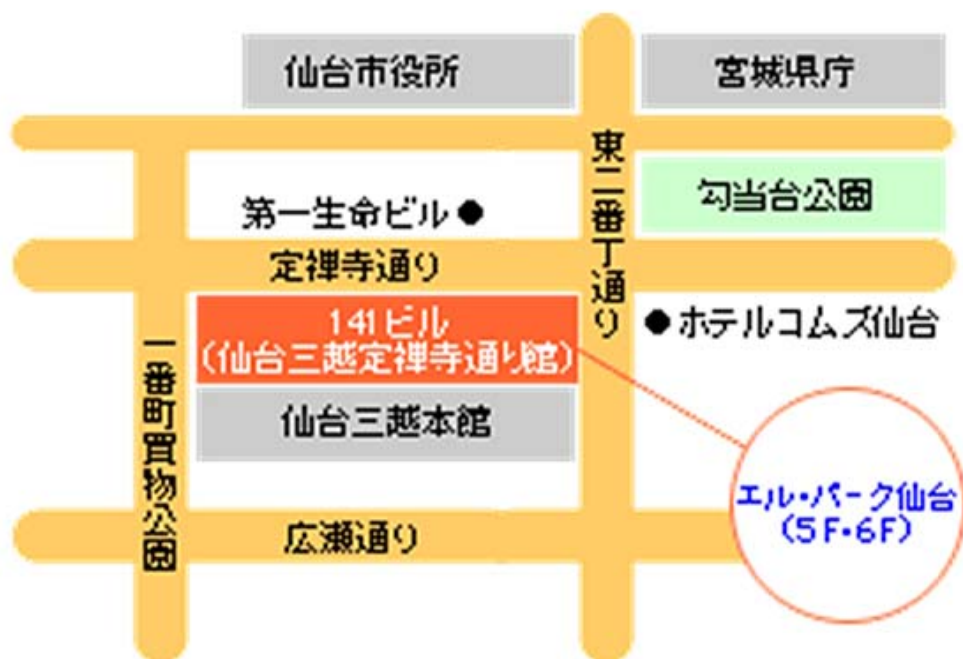 仙台市役所
宮城県庁
東二番丁通り
勾当台公園
第一生命ビル
定禅寺通り
141ビル
(仙台三越定禅寺通り館)
ホテルコムズ仙台
一番町買物公園
仙台三越本館
エル・パーク仙台
(5F・6F)
広瀬通り